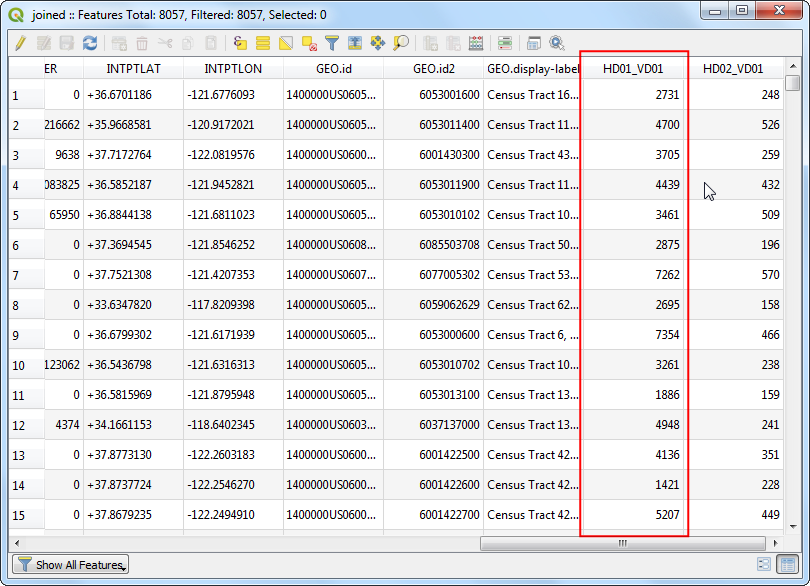 joined :: Features Total: 8057, Filtered: 8057, Selected: 0
ER INTPTLAT INTPTLON GEO.id GEO.id2 GEO.display-label HD01_VD01 HD02_VD01
1 0 +36.6701186 -121.6776093 1400000US0605... 6053001600 Census Tract 16... 2731 248
2 216662 +35.9668581 -120.9172021 1400000US0605... 6053011400 Census Tract 11... 4700 526
3 9638 +37.7172764 -122.0819576 1400000US0600... 6001430300 Census Tract 43... 3705 259
4 083825 +36.5852187 -121.9452821 1400000US0605... 6053011900 Census Tract 11... 4439 432
5 65950 +36.8844138 -121.6811023 1400000US0605... 6053010102 Census Tract 10... 3461 509
6 0 +37.3694545 -121.8546252 1400000US0608... 6085503708 Census Tract 50... 2875 196
7 0 +37.7521308 -121.4207353 1400000US0607... 6077005302 Census Tract 53... 7262 570
8 0 +33.6347820 -117.8209398 1400000US0605... 6059062629 Census Tract 62... 2695 158
9 0 +36.6799302 -121.6171939 1400000US0605... 6053000600 Census Tract 6, ... 7354 466
10 123062 +36.5436798 -121.6316313 1400000US0605... 6053010702 Census Tract 10... 3261 238
11 0 +36.5815969 -121.8795948 1400000US0605... 6053013100 Census Tract 13... 1886 159
12 4374 +34.1661153 -118.6402345 1400000US0603... 6037137000 Census Tract 13... 4948 241
13 0 +37.8773130 -122.2603183 1400000US0600... 6001422500 Census Tract 42... 4136 351
14 0 +37.8737724 -122.2546270 1400000US0600... 6001422600 Census Tract 42... 1421 228
15 0 +37.8679235 -122.2494910 1400000US0600... 6001422700 Census Tract 42... 5207 449
Show All Features